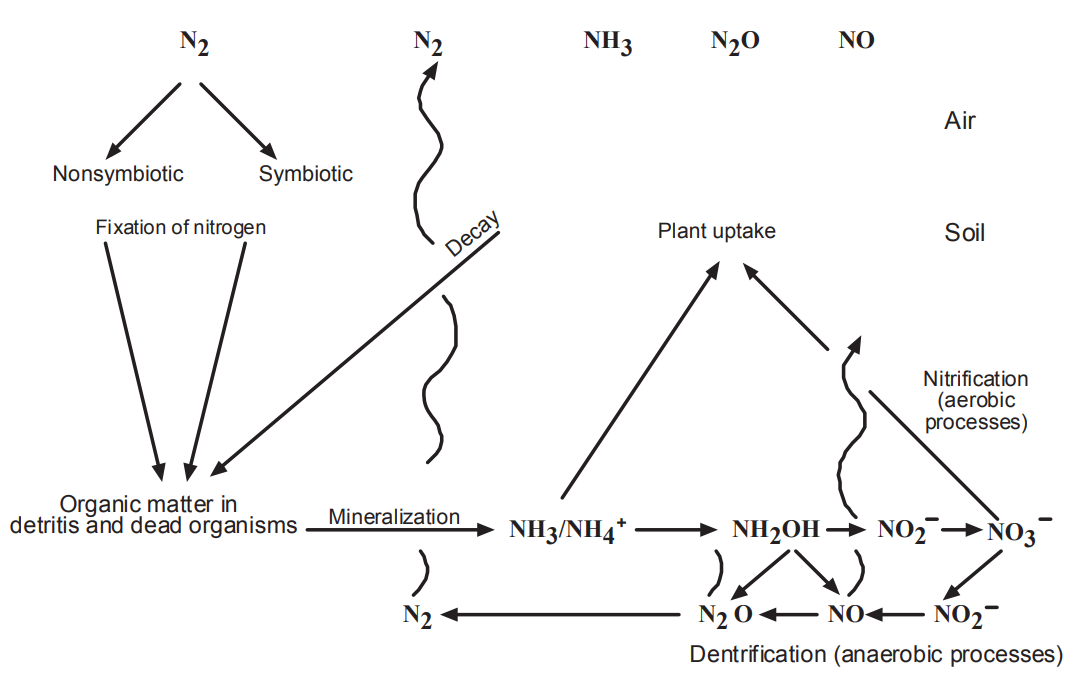 N2 N2 NH3 N2O NO
Air
Nonsymbiotic Symbiotic
Fixation of nitrogen
Decay
Plant uptake
Soil
Nitrification
(aerobic
processes)
Organic matter in
detritis and dead organisms
Mineralization
NH3/NH4+ NH2OH NO2− NO3−
N2 N2 O NO NO2−
Dentrification (anaerobic processes)